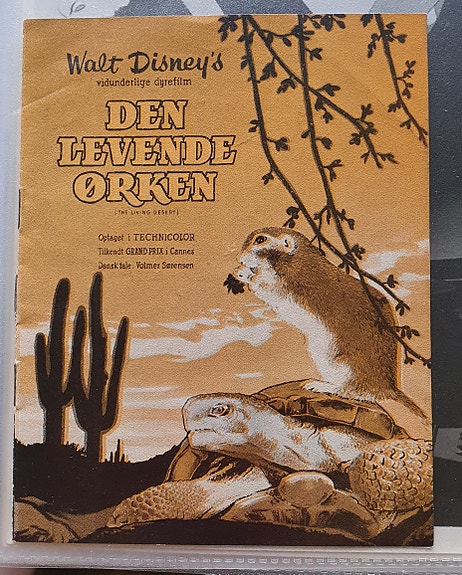 Walt Disney's
vidunderlige dyrefilm
DEN
LEVENDE
ØRKEN
(THE LIVING DESERT)
Optaget i TECHNICOLOR
Tilkendt GRAND PRIX i Cannes
Dansk tale: Volmer Sørensen